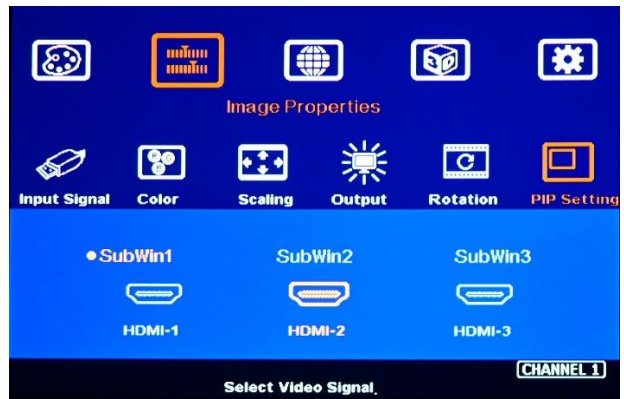 3D
Image Properties
Input Signal Color Scaling Output Rotation PIP Setting
SubWin1 SubWin2 SubWin3
HDMI-1 HDMI-2 HDMI-3
CHANNEL 1
Select Video Signal